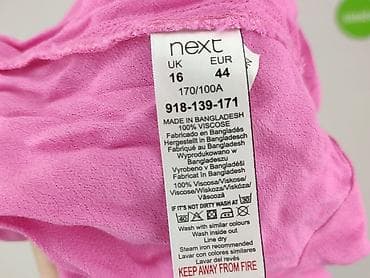 next
UK EUR
16 44
170/100A
918-139-171
MADE IN BANGLADESH
100% VISCOSE
Fabricado en Bangladés
Hergestellt in Bangladesch
Fabriqué au Bangladesh
Wyprodukowano w
Bangladeszu
Vyrobeno v Bangladéši
Fabricat în Bangladesh
100% Viscosa/Viskose/
Viscose/Wiskoza/Viskóza/
Vâscoză
IF IT'S NOT DIRTY WASH AT 30
Wash with similar colours
Wash inside out
Line dry
Steam iron recommended
Lavar con colores similares
Lavar del revés
KEEP AWAY FROM FIRE